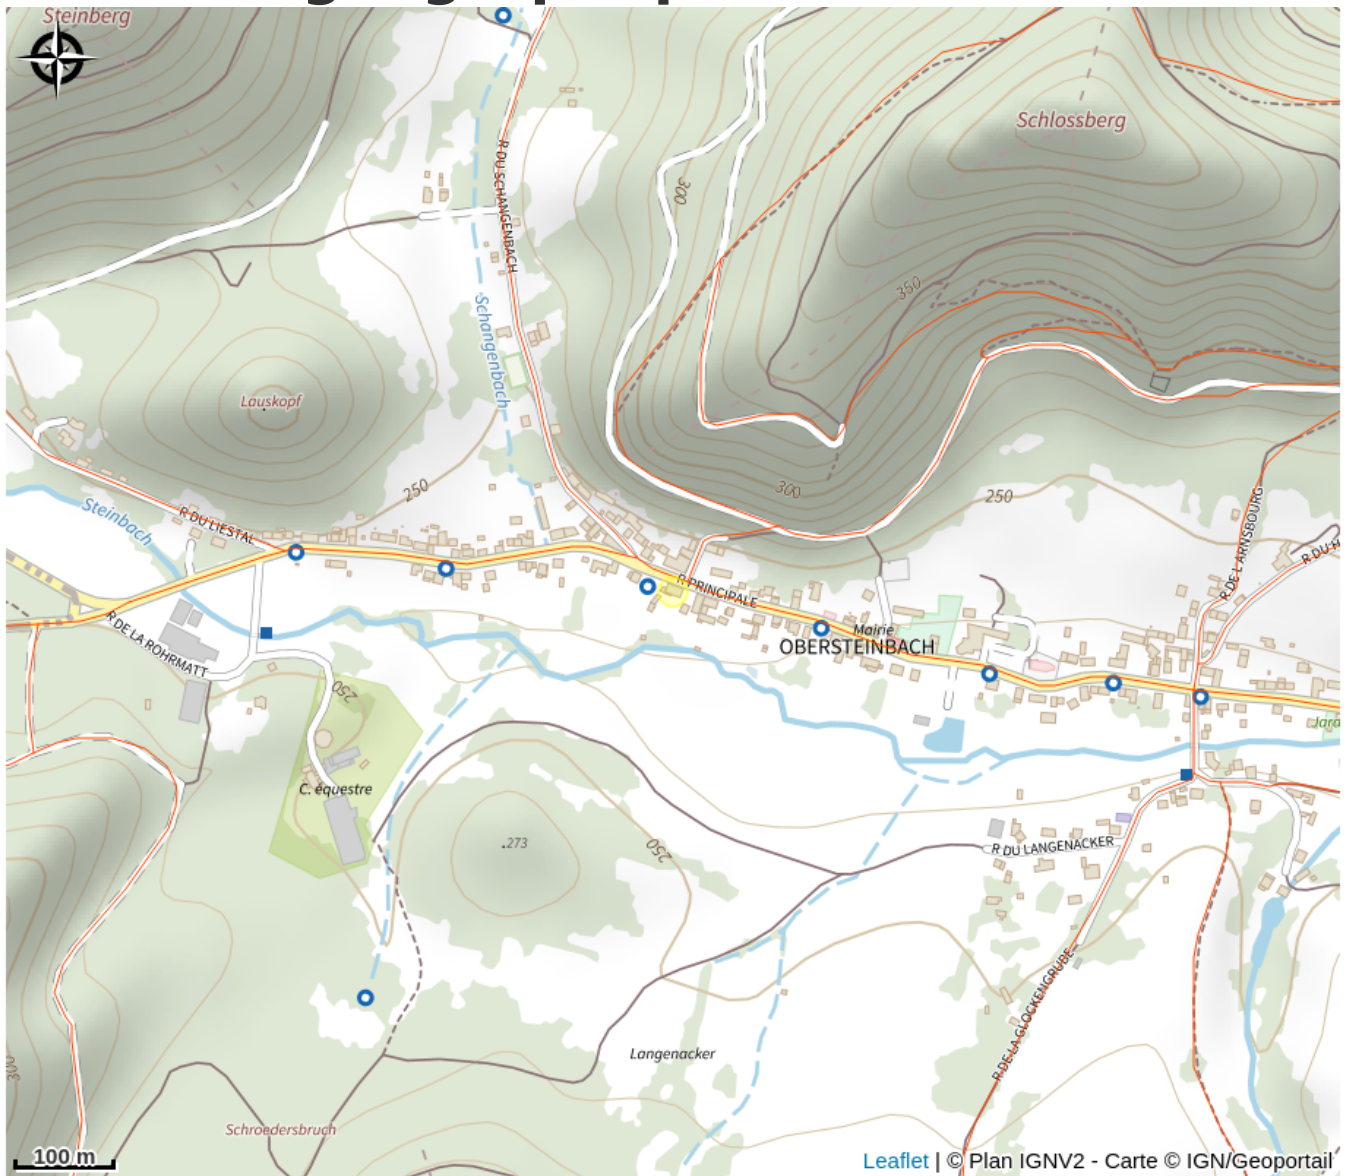 Steinberg
Schlossberg
R DU SCHANGENBACH
300
350
Schangenbach
Lauskopf
250
300
250
Steinbach
R DU LIESTAL
R DE L'ARNSBOURG
R DU H
R PRINCIPALE
Mairie
OBERSTEINBACH
R DE LA ROHRMATT
250
Jard
C. équestre
.273
250
R DU LANGENACKER
R DE LA GLOCKENGRUBE
Langenacker
300
Schroedersbruch
100 m
Leaflet | © Plan IGNV2 - Carte © IGN/Geoportail